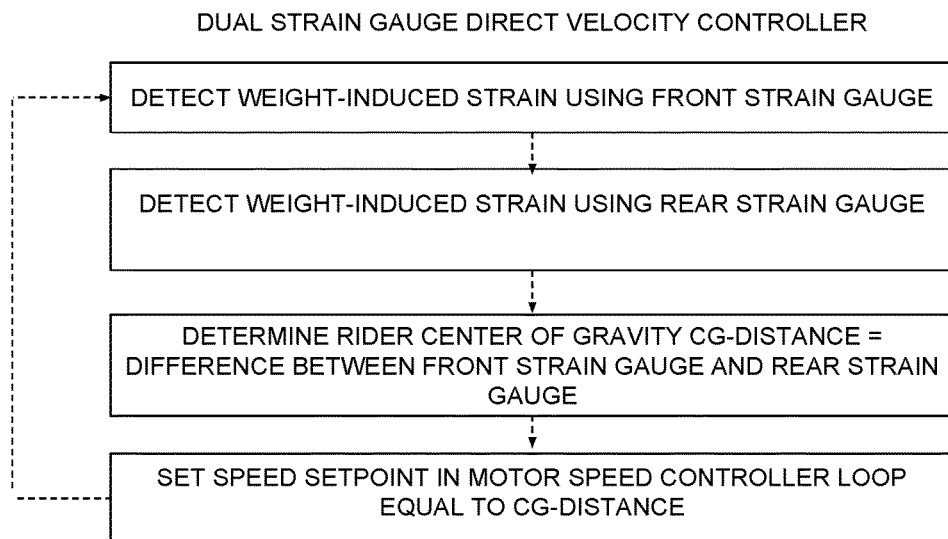 DUAL STRAIN GAUGE DIRECT VELOCITY CONTROLLER
DETECT WEIGHT-INDUCED STRAIN USING FRONT STRAIN GAUGE
DETECT WEIGHT-INDUCED STRAIN USING REAR STRAIN GAUGE
DETERMINE RIDER CENTER OF GRAVITY CG-DISTANCE =
DIFFERENCE BETWEEN FRONT STRAIN GAUGE AND REAR STRAIN
GAUGE
SET SPEED SETPOINT IN MOTOR SPEED CONTROLLER LOOP
EQUAL TO CG-DISTANCE